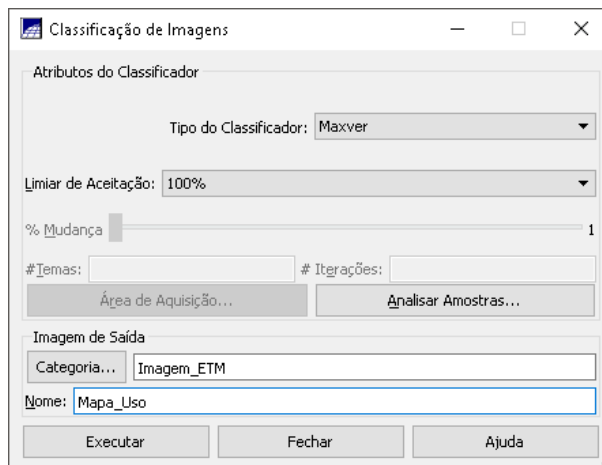 Classificação de Imagens
Atributos do Classificador
Tipo do Classificador: Maxver
Limiar de Aceitação: 100%
% Mudança 1
#Temas: # Iterações:
Área de Aquisição... Analisar Amostras...
Imagem de Saída
Categoria... Imagem_ETM
Nome: Mapa_Uso
Executar Fechar Ajuda